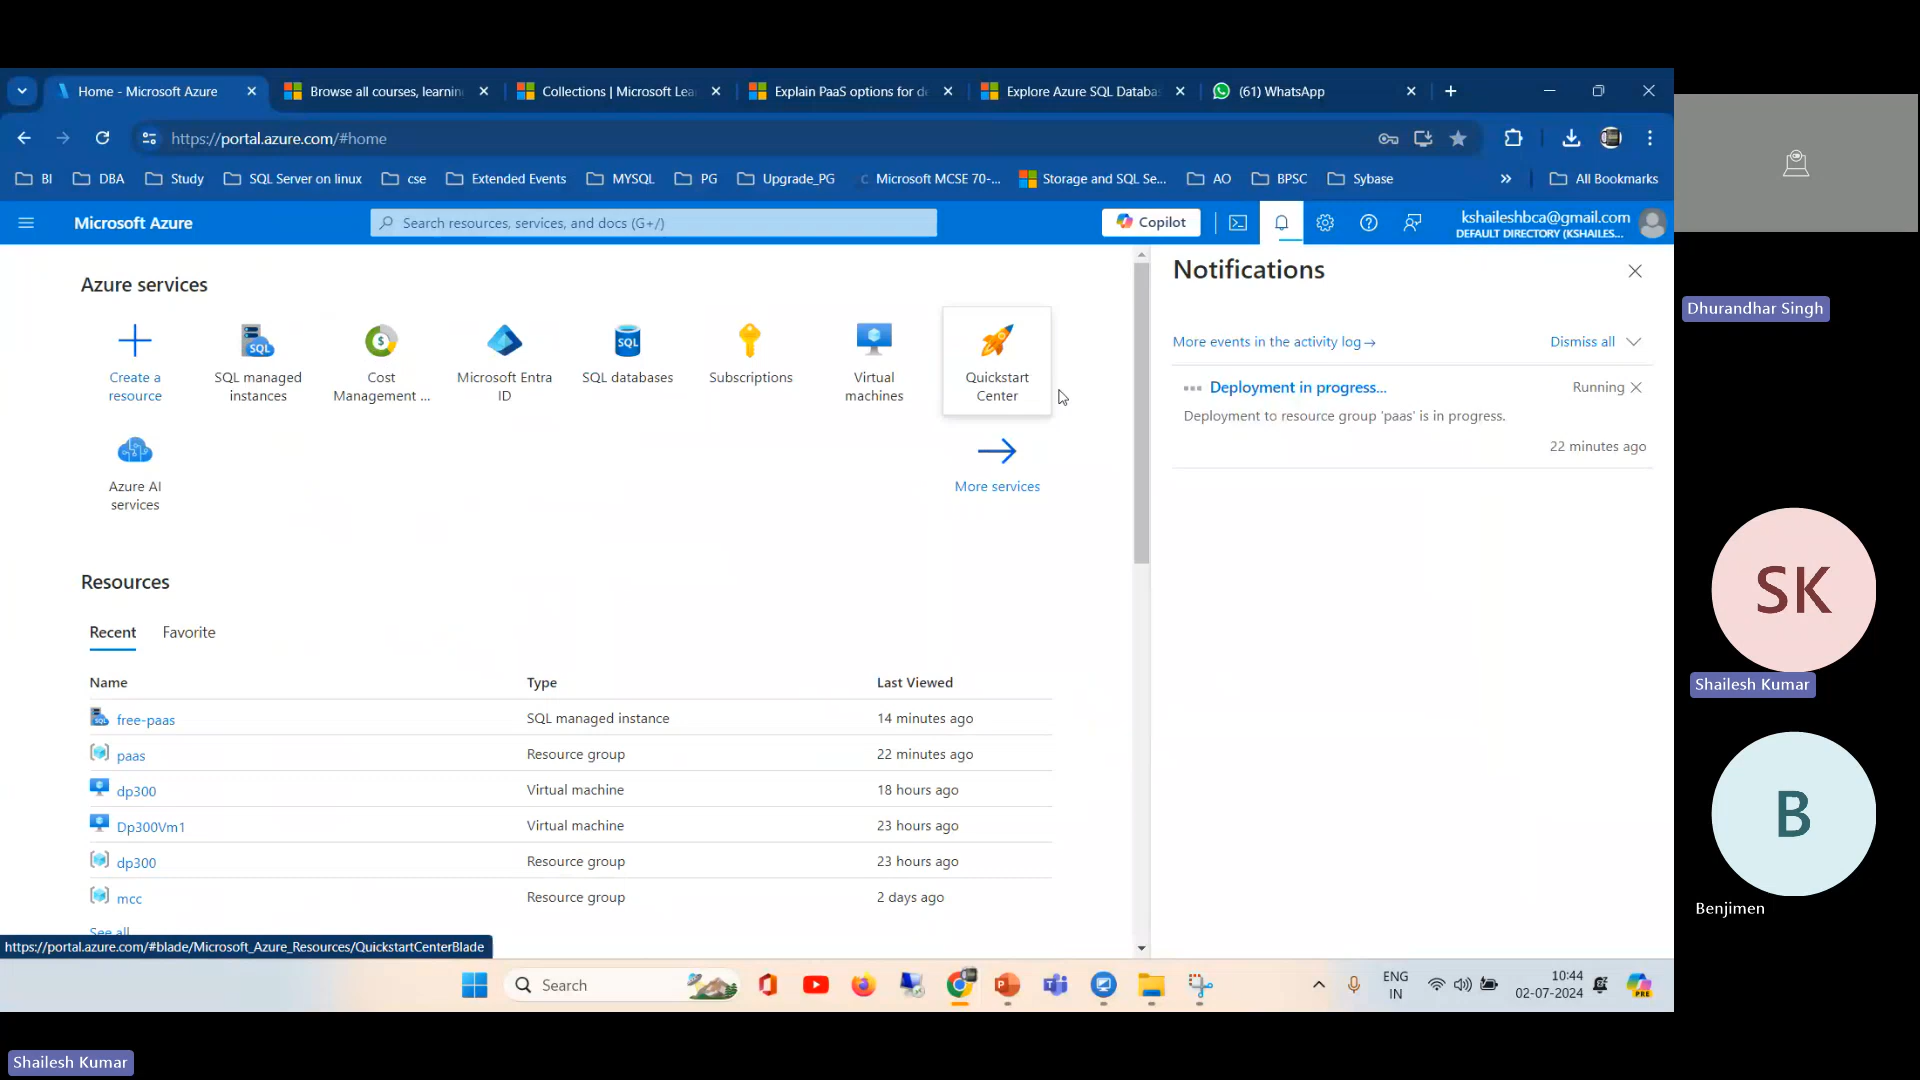 Home - Microsoft Azure
Browse all courses, learnin
Collections | Microsoft Lea
Explain PaaS options for de
Explore Azure SQL Databa
(61) WhatsApp
https://portal.azure.com/#home
BI
DBA
Study
SQL Server on linux
cse
Extended Events
MYSQL
PG
Upgrade_PG
Microsoft MCSE 70-...
Storage and SQL Se...
AO
BPSC
Sybase
All Bookmarks
Microsoft Azure
Search resources, services, and docs (G+/)
Copilot
kshaileshbca@gmail.com
DEFAULT DIRECTORY (KSHAILES...
Azure services
Create a resource
SQL managed instances
Cost Management ...
Microsoft Entra ID
SQL databases
Subscriptions
Virtual machines
Quickstart Center
Azure AI services
More services
Notifications
More events in the activity log →
Dismiss all
Deployment in progress...
Running
Deployment to resource group 'paas' is in progress.
22 minutes ago
Resources
Recent
Favorite
Name Type Last Viewed
free-paas SQL managed instance 14 minutes ago
paas Resource group 22 minutes ago
dp300 Virtual machine 18 hours ago
Dp300Vm1 Virtual machine 23 hours ago
dp300 Resource group 23 hours ago
mcc Resource group 2 days ago
See all
https://portal.azure.com/#blade/Microsoft_Azure_Resources/QuickstartCenterBlade
Search
ENG
IN
10:44
02-07-2024
PRE
Dhurandhar Singh
SK
Shailesh Kumar
B
Benjimen
Shailesh Kumar